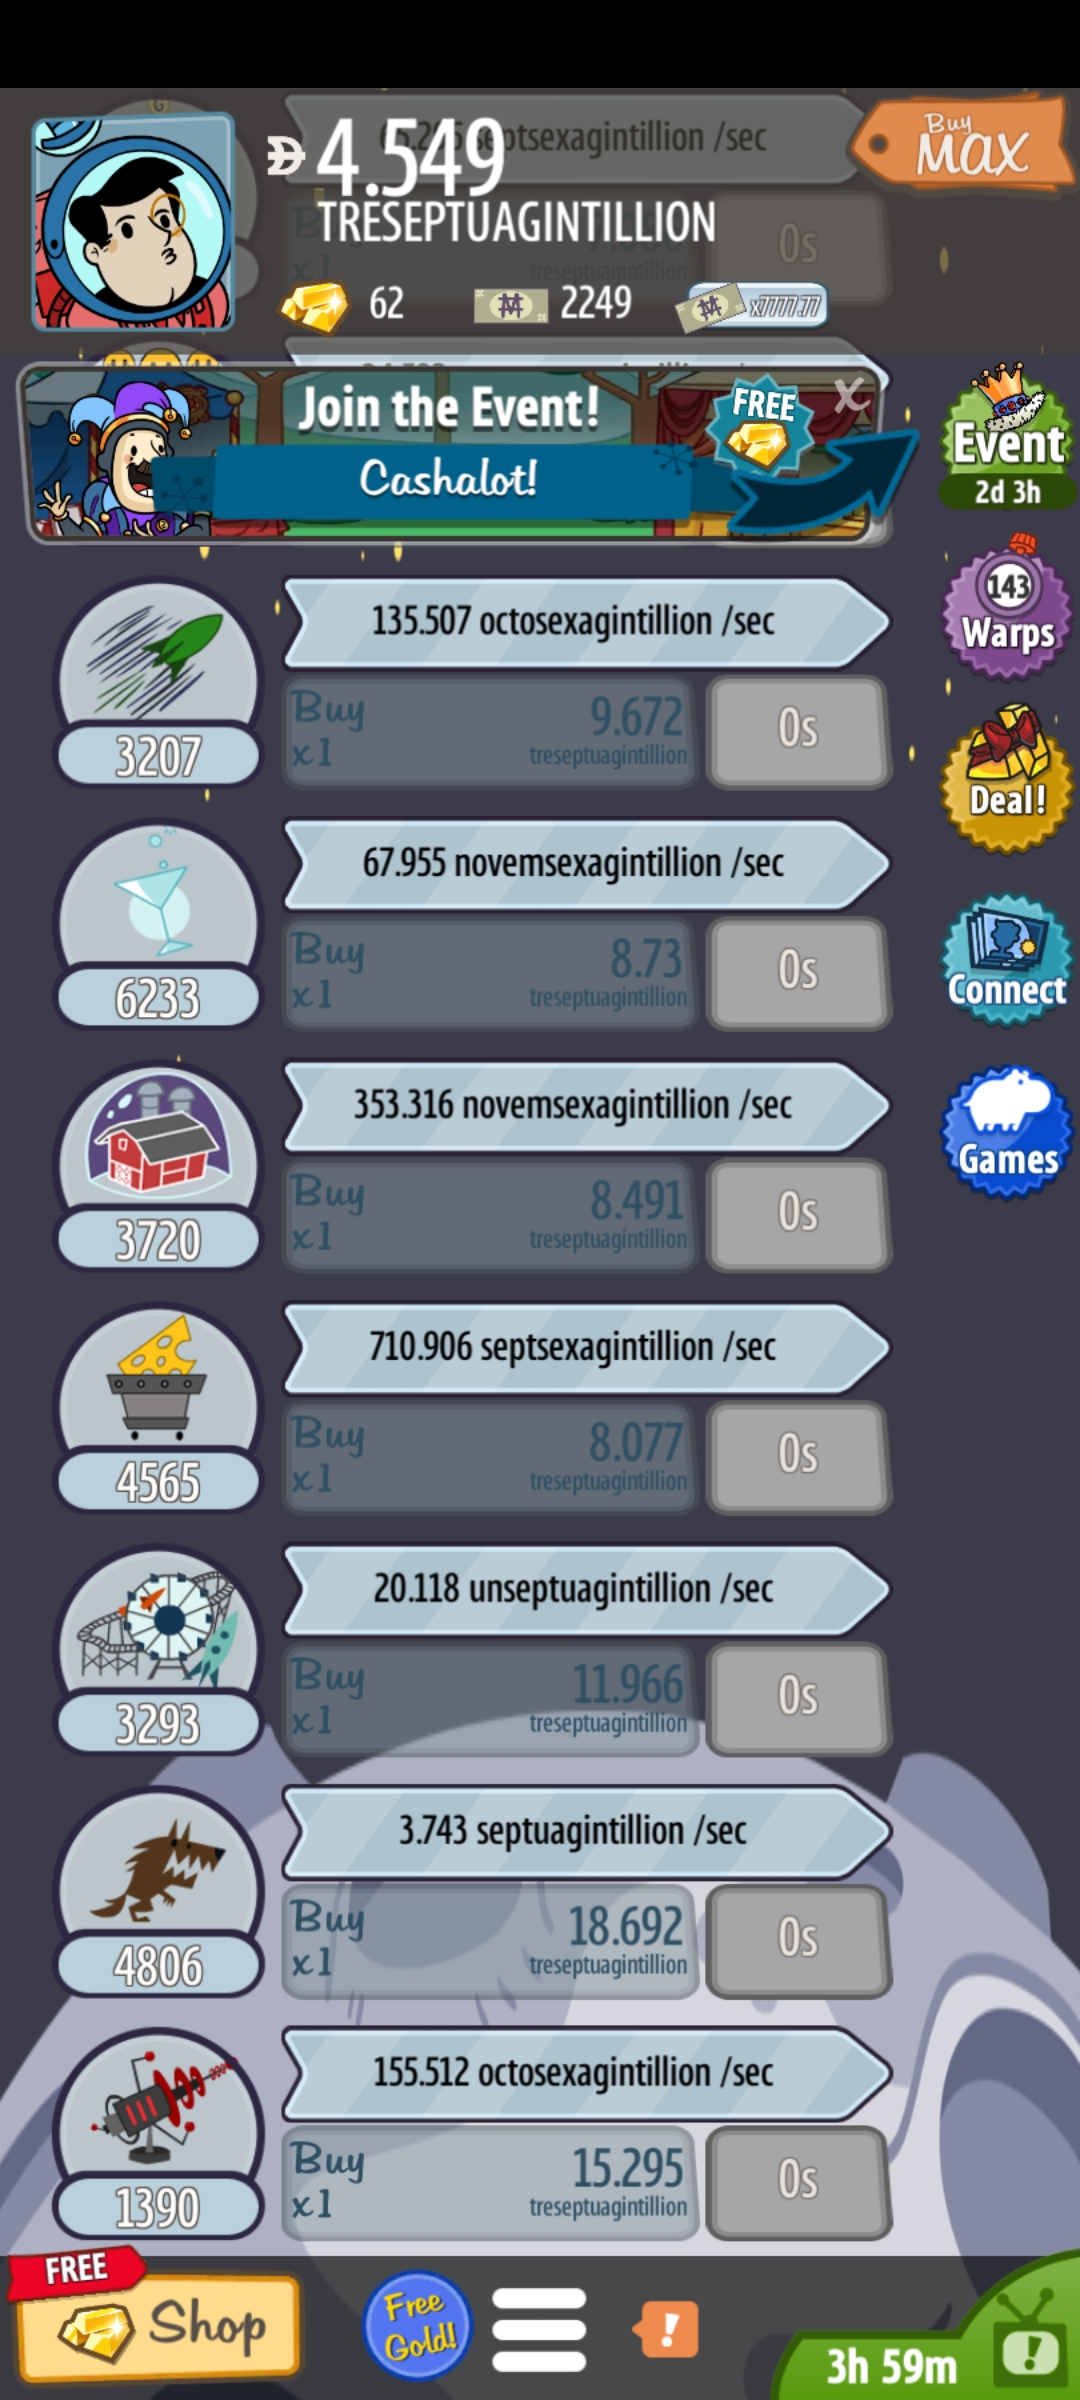 septsexagintillion /sec
4.549
TRESEPTUAGINTILLION
Buy
MAX
x1
treseptuagintillion
0s
62
2249
x7777.77
Join the Event!
Cashalot!
FREE
X
Event
2d 3h
135.507 octosexagintillion /sec
Buy
x1
9.672
treseptuagintillion
0s
3207
143
Warps
Deal!
67.955 novemsexagintillion /sec
Buy
x1
8.73
treseptuagintillion
0s
6233
Connect
353.316 novemsexagintillion /sec
Buy
x1
8.491
treseptuagintillion
0s
3720
Games
710.906 septsexagintillion /sec
Buy
x1
8.077
treseptuagintillion
0s
4565
20.118 unseptuagintillion /sec
Buy
x1
11.966
treseptuagintillion
0s
3293
3.743 septuagintillion /sec
Buy
x1
18.692
treseptuagintillion
0s
4806
155.512 octosexagintillion /sec
Buy
x1
15.295
treseptuagintillion
0s
1390
FREE
Shop
Free
Gold!
!
3h 59m
!